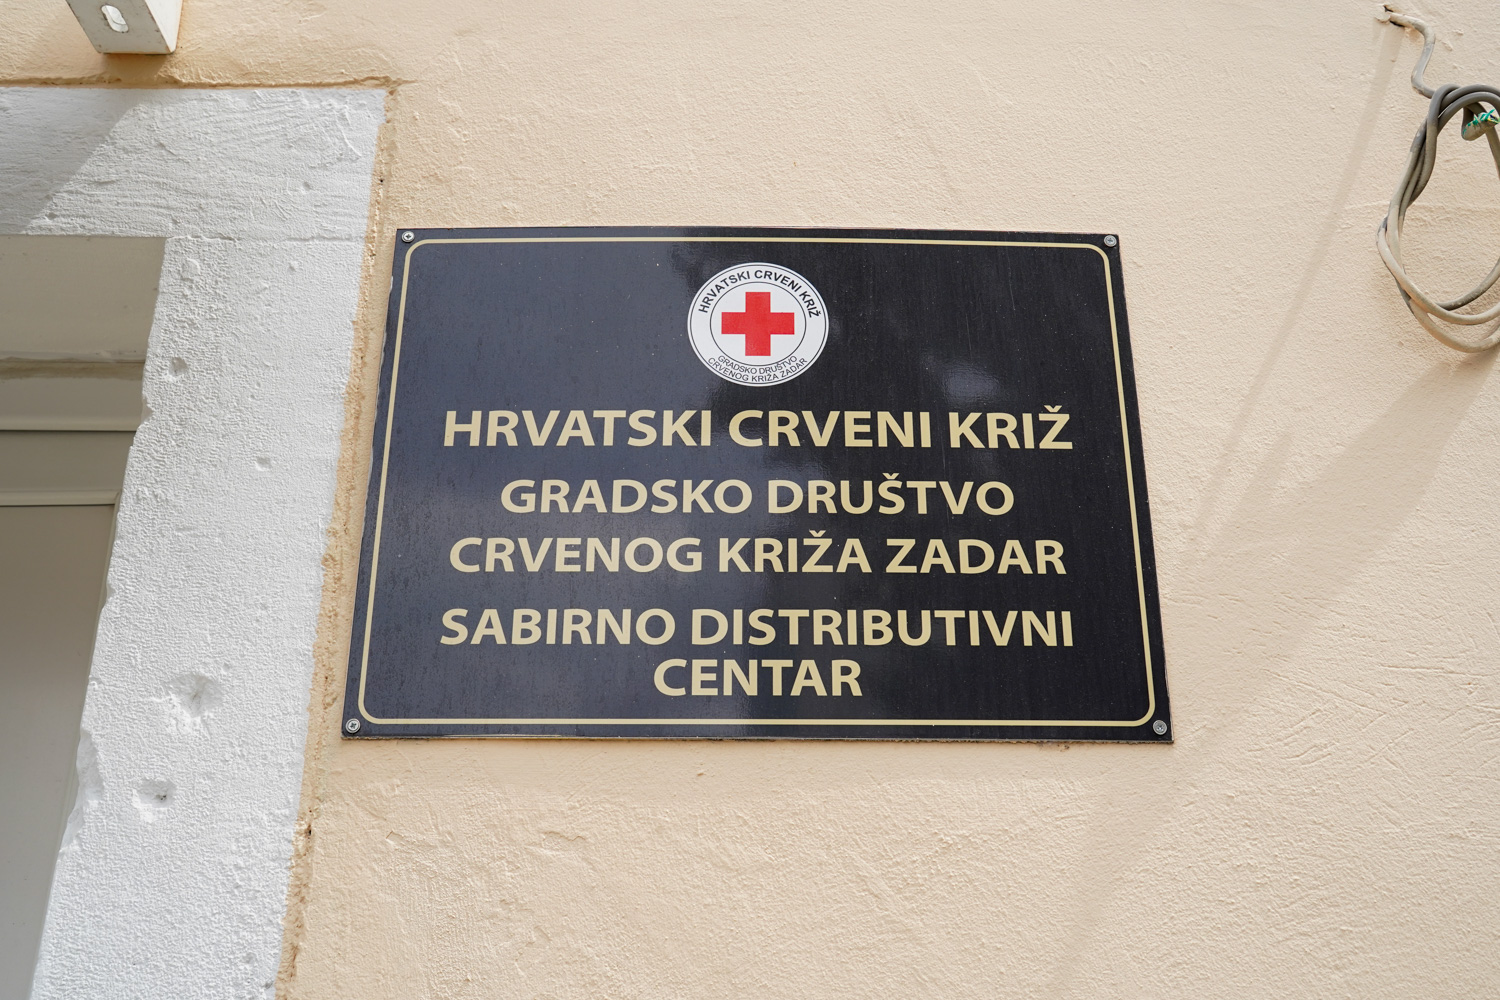 HRVATSKI CRVENI KRIŽ
GRADSKO DRUŠTVO
CRVENOG KRIŽA ZADAR
HRVATSKI CRVENI KRIŽ
GRADSKO DRUŠTVO
CRVENOG KRIŽA ZADAR
SABIRNO DISTRIBUTIVNI
CENTAR